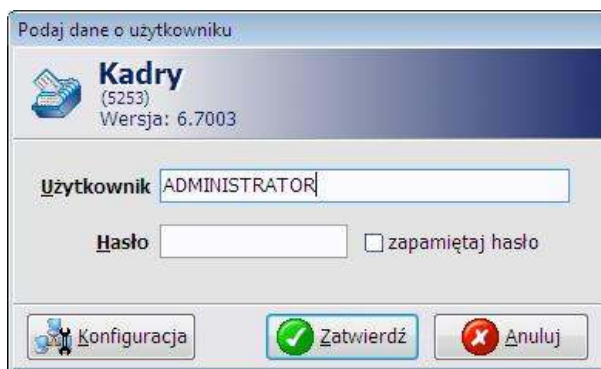 Podaj dane o użytkowniku
Kadry
(5253)
Wersja: 6.7003
Użytkownik ADMINISTRATOR
Hasło zapamiętaj hasło
Konfiguracja Zatwierdź Anuluj